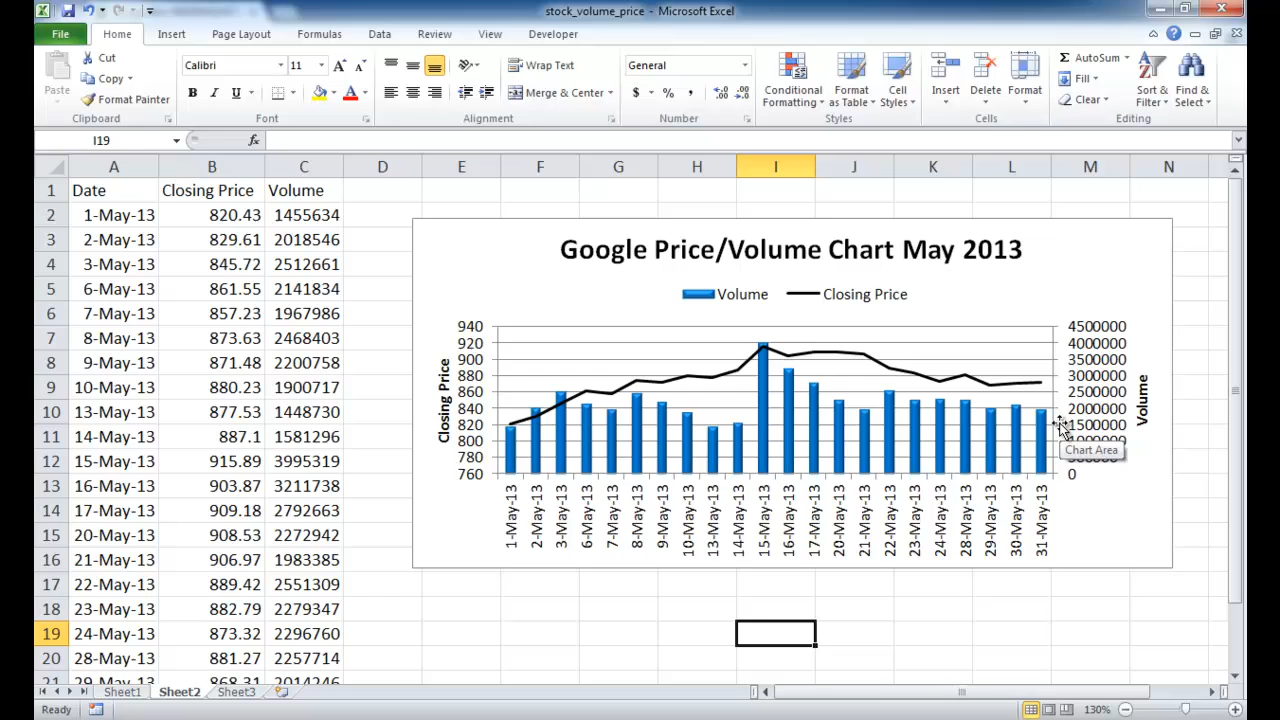 stock_volume_price - Microsoft Excel
File Home Insert Page Layout Formulas Data Review View Developer
Paste
Cut
Copy
Format Painter
Clipboard
Calibri 11
B I U
Font
Wrap Text
Merge & Center
Alignment
General
$ % ,
Number
Conditional Formatting
Format as Table
Cell Styles
Styles
Insert Delete Format
Cells
Σ AutoSum
Fill
Clear
Sort & Filter
Find & Select
Editing
I19 fx
A B C D E F G H I J K L M N
1 Date Closing Price Volume
2 1-May-13 820.43 1455634
3 2-May-13 829.61 2018546
4 3-May-13 845.72 2512661
5 6-May-13 861.55 2141834
6 7-May-13 857.23 1967986
7 8-May-13 873.63 2468403
8 9-May-13 871.48 2200758
9 10-May-13 880.23 1900717
10 13-May-13 877.53 1448730
11 14-May-13 887.1 1581296
12 15-May-13 915.89 3995319
13 16-May-13 903.87 3211738
14 17-May-13 909.18 2792663
15 20-May-13 908.53 2272942
16 21-May-13 906.97 1983385
17 22-May-13 889.42 2551309
18 23-May-13 882.79 2279347
19 24-May-13 873.32 2296760
20 28-May-13 881.27 2257714
21 29-May-13 868.31 2014246
Google Price/Volume Chart May 2013
Volume Closing Price
Closing Price
940
920
900
880
860
840
820
800
780
760
4500000
4000000
3500000
3000000
2500000
2000000
1500000
1000000
500000
0
Volume
Chart Area
1-May-13
2-May-13
3-May-13
6-May-13
7-May-13
8-May-13
9-May-13
10-May-13
13-May-13
14-May-13
15-May-13
16-May-13
17-May-13
20-May-13
21-May-13
22-May-13
23-May-13
24-May-13
28-May-13
29-May-13
30-May-13
31-May-13
Sheet1 Sheet2 Sheet3
Ready 130%